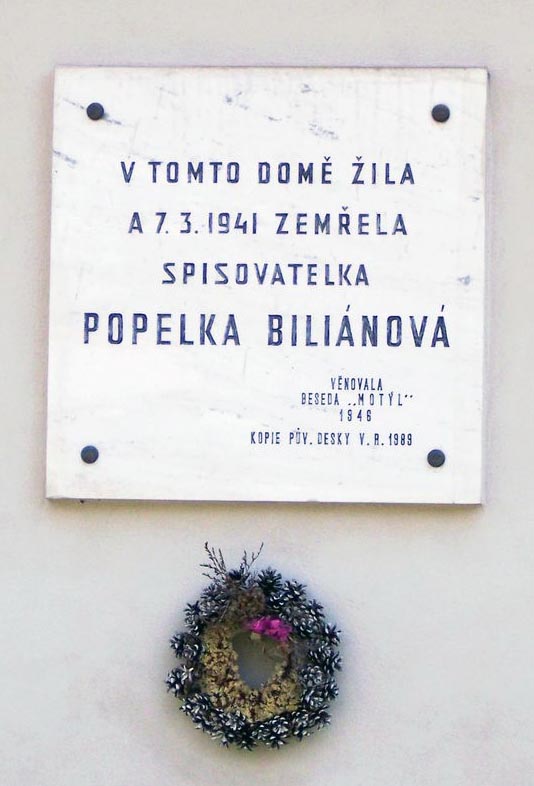 V TOMTO DOMĚ ŽILA
A 7. 3. 1941 ZEMŘELA
SPISOVATELKA
POPELKA BILIÁNOVÁ
VĚNOVALA
BESEDA ,,MOTÝL''
1946
KOPIE PŮV. DESKY V. R. 1989